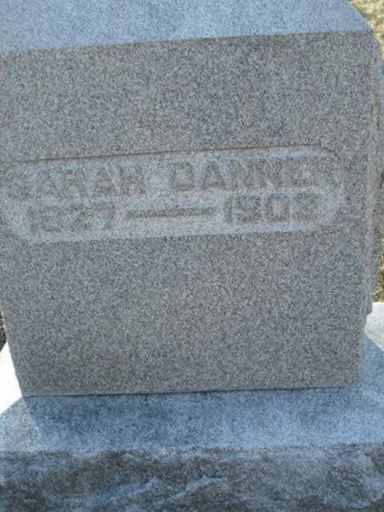 SARAH DANNER
1827 — 1903